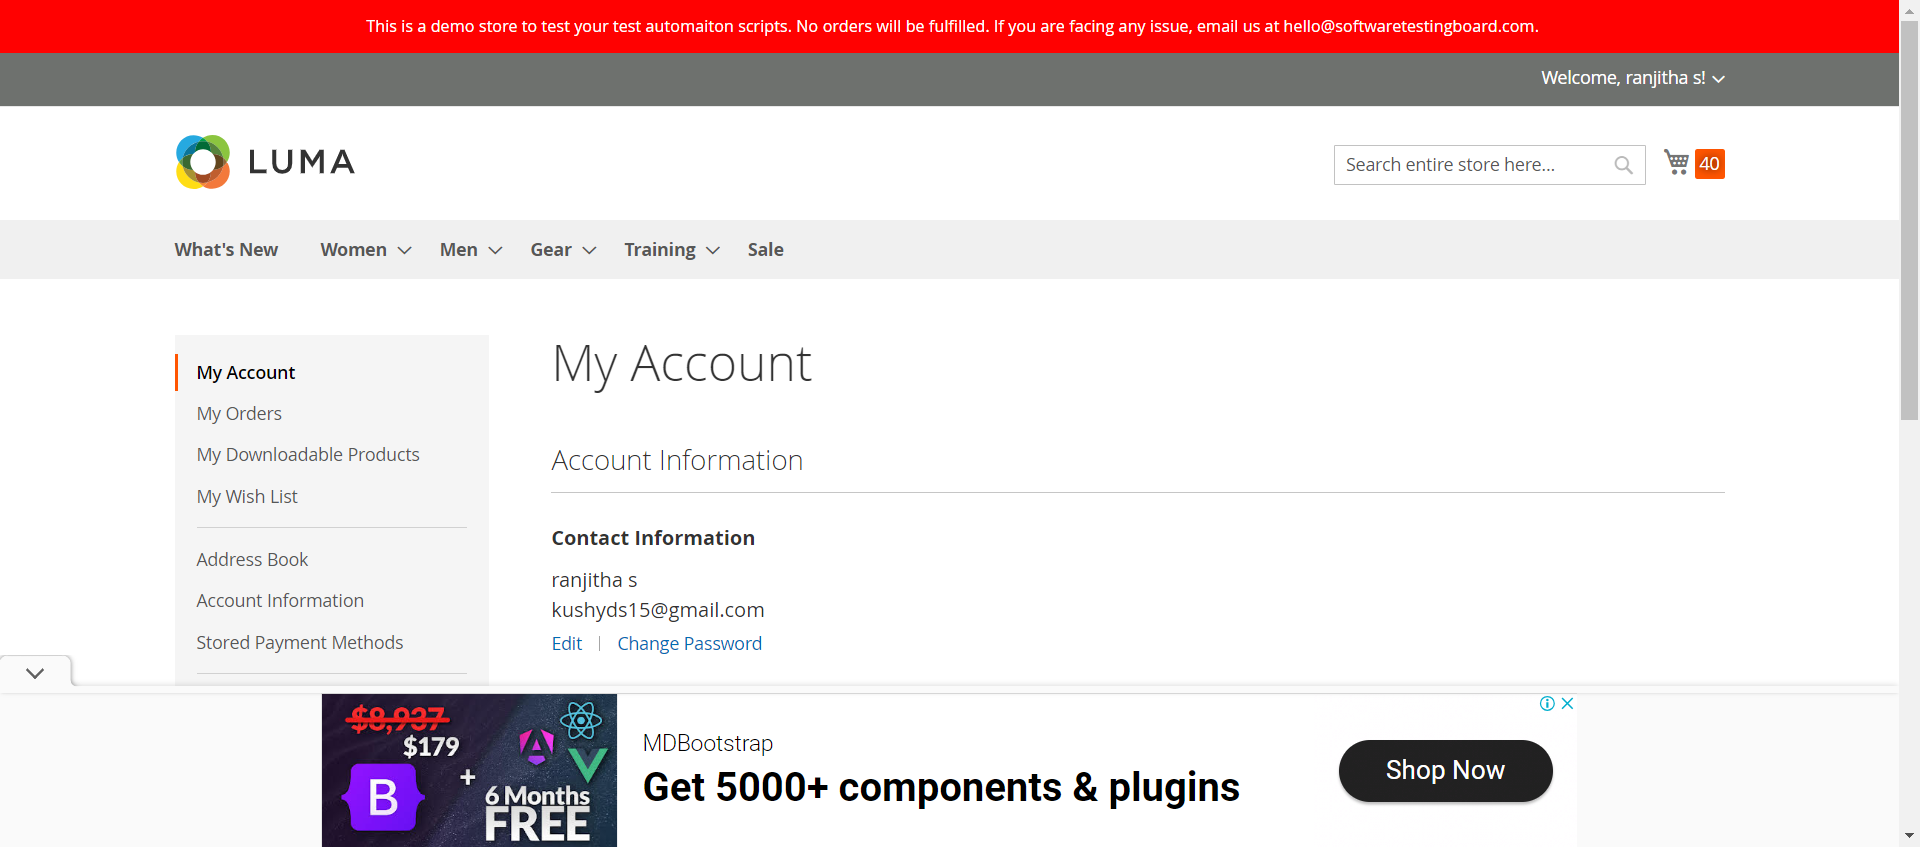 This is a demo store to test your test automaiton scripts. No orders will be fulfilled. If you are facing any issue, email us at hello@softwaretestingboard.com.
Welcome, ranjitha s!
LUMA
Search entire store here...
40
What's New
Women
Men
Gear
Training
Sale
My Account
My Orders
My Downloadable Products
My Wish List
Address Book
Account Information
Stored Payment Methods
My Account
Account Information
Contact Information
ranjitha s
kushyds15@gmail.com
Edit
Change Password
$8,937
$179
B
+
6 Months
FREE
MDBootstrap
Get 5000+ components & plugins
Shop Now